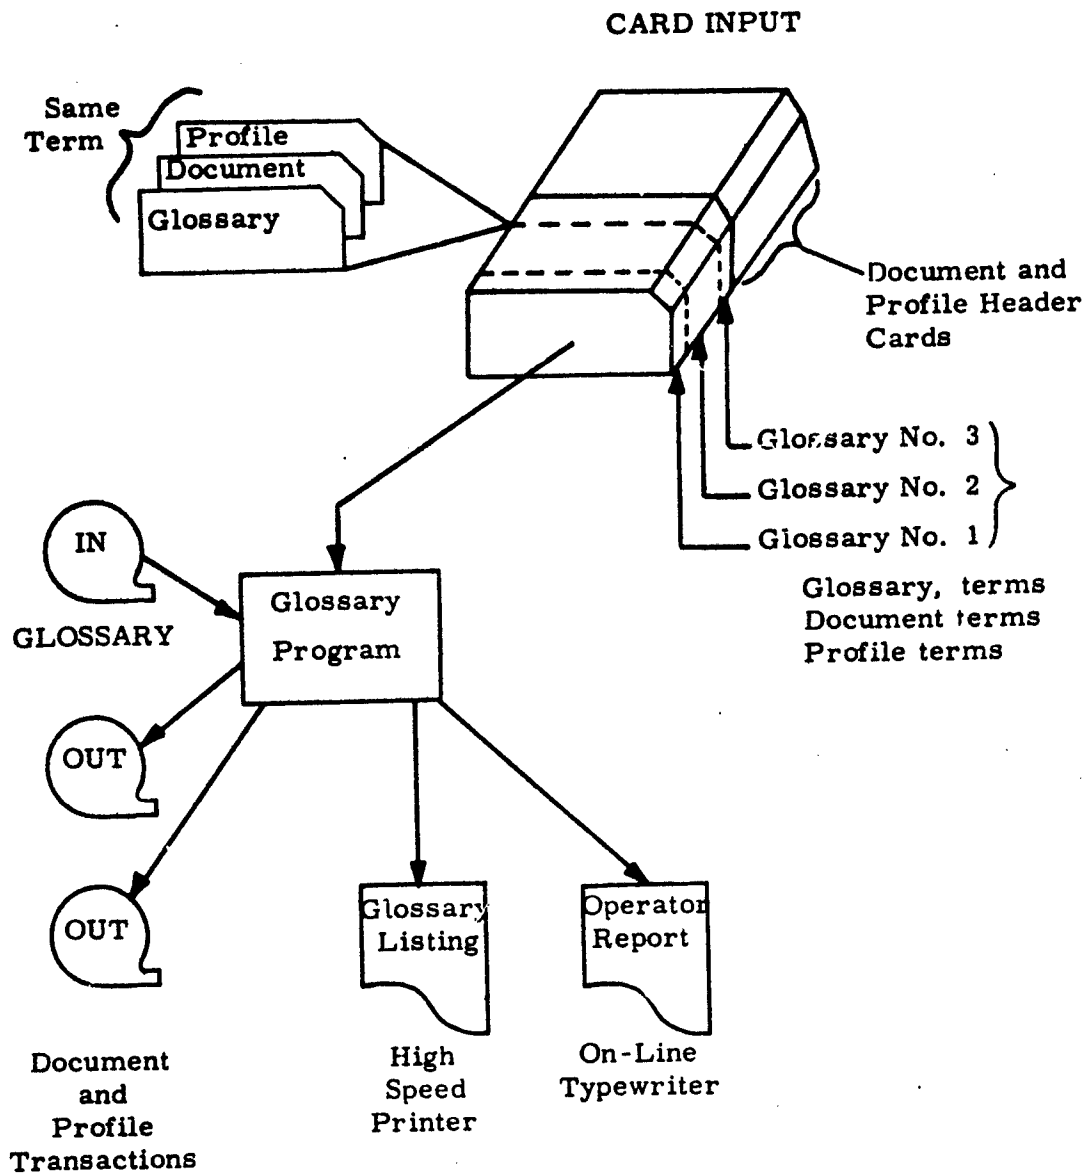 CARD INPUT
Same
Term
Profile
Document
Glossary
Document and
Profile Header
Cards
Glossary No. 3
Glossary No. 2
Glossary No. 1
Glossary, terms
Document terms
Profile terms
IN
GLOSSARY
Glossary
Program
OUT
OUT
Glossary
Listing
Operator
Report
Document
and
Profile
Transactions
High
Speed
Printer
On-Line
Typewriter